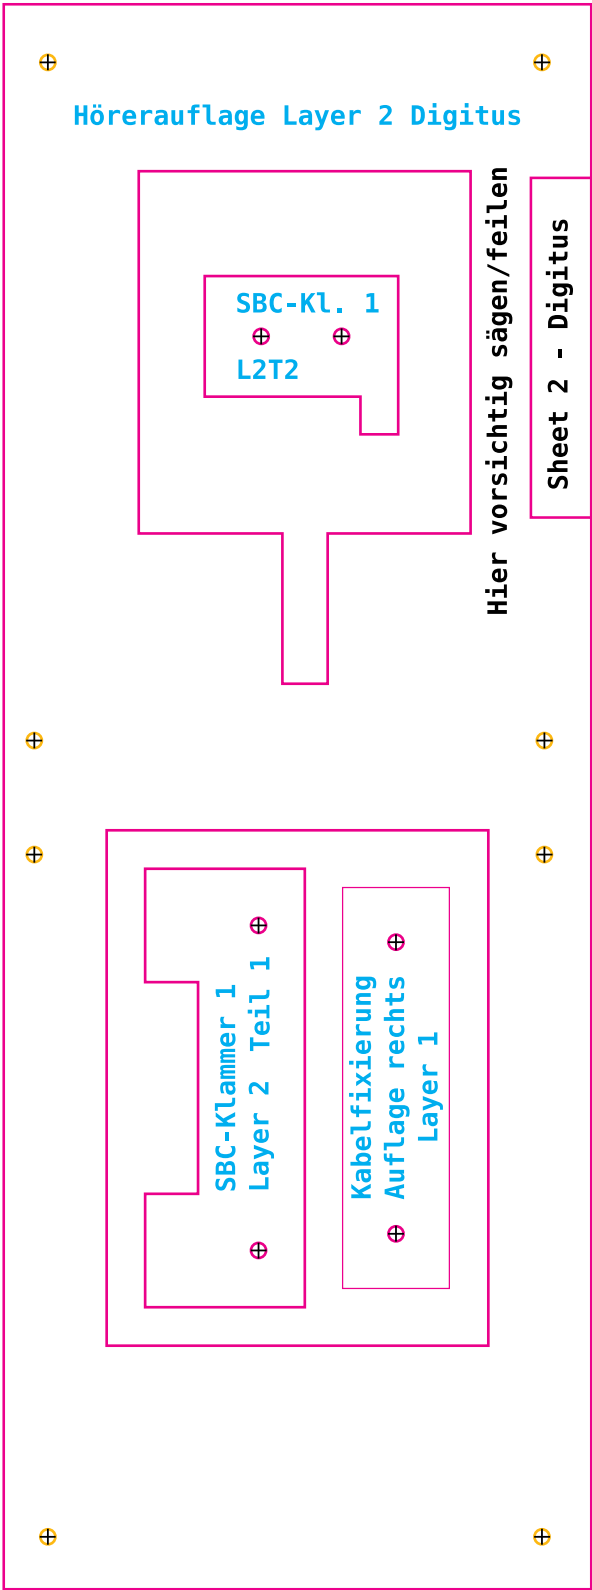 Hörerauflage Layer 2 Digitus
SBC-Kl. 1
L2T2
Hier vorsichtig sägen/feilen
Sheet 2 - Digitus
SBC-Klammer 1
Layer 2 Teil 1
Kabelfixierung
Auflage rechts
Layer 1